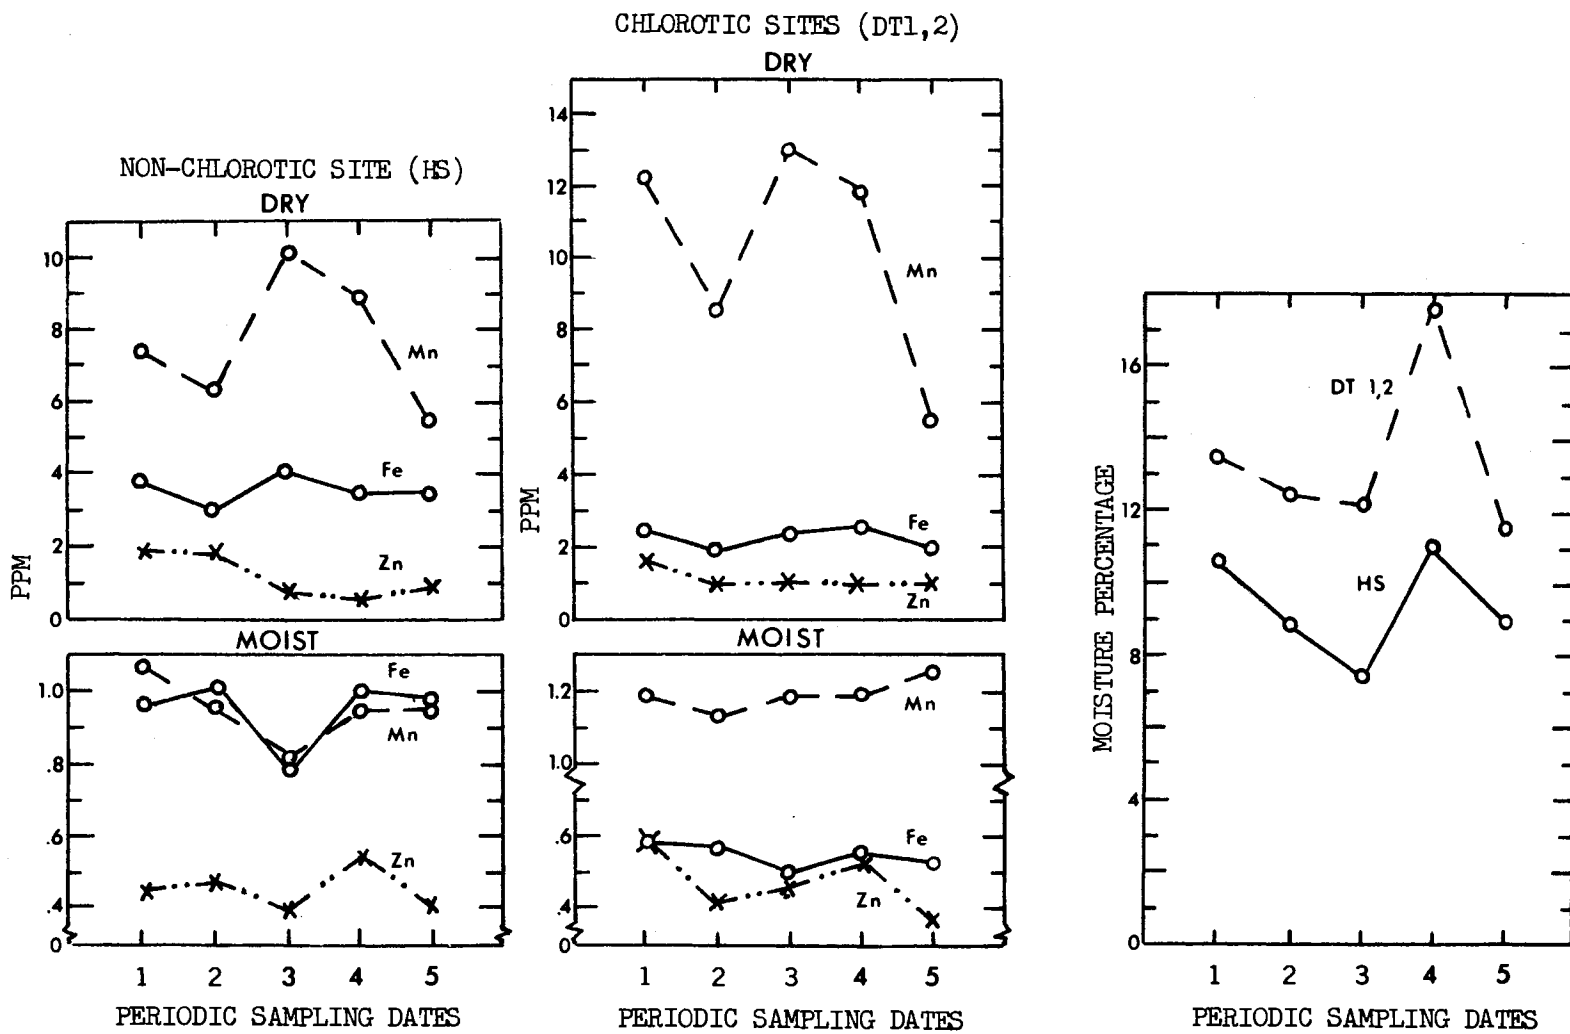 CHLOROTIC SITES (DT1,2)
DRY
NON-CHLOROTIC SITE (HS)
DRY
PPM
10
8
6
4
2
0
Mn
Fe
Zn
MOIST
1.0
.8
.6
.4
0
Fe
Mn
Zn
1 2 3 4 5
PERIODIC SAMPLING DATES
PPM
14
12
10
8
6
4
2
0
Mn
Fe
Zn
MOIST
1.2
1.0
.6
.4
0
Mn
Fe
Zn
1 2 3 4 5
PERIODIC SAMPLING DATES
MOISTURE PERCENTAGE
16
12
8
4
0
DT 1,2
HS
1 2 3 4 5
PERIODIC SAMPLING DATES